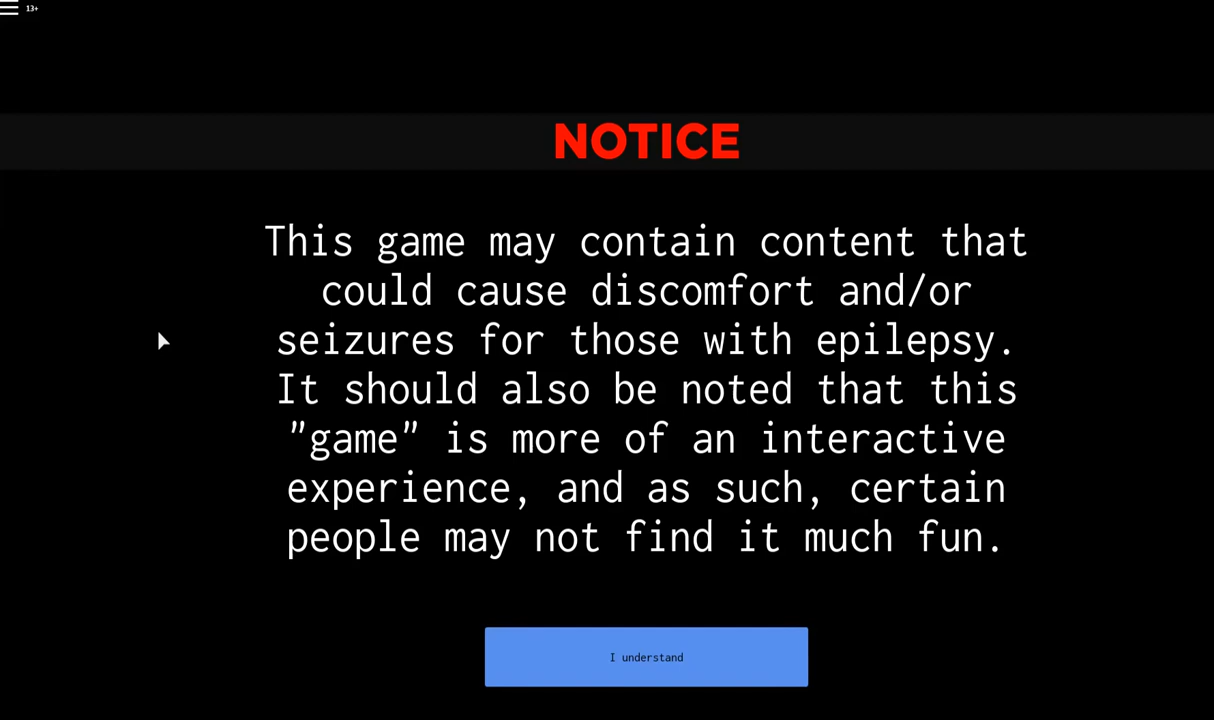 13+
NOTICE
This game may contain content that
could cause discomfort and/or
seizures for those with epilepsy.
It should also be noted that this
"game" is more of an interactive
experience, and as such, certain
people may not find it much fun.
I understand